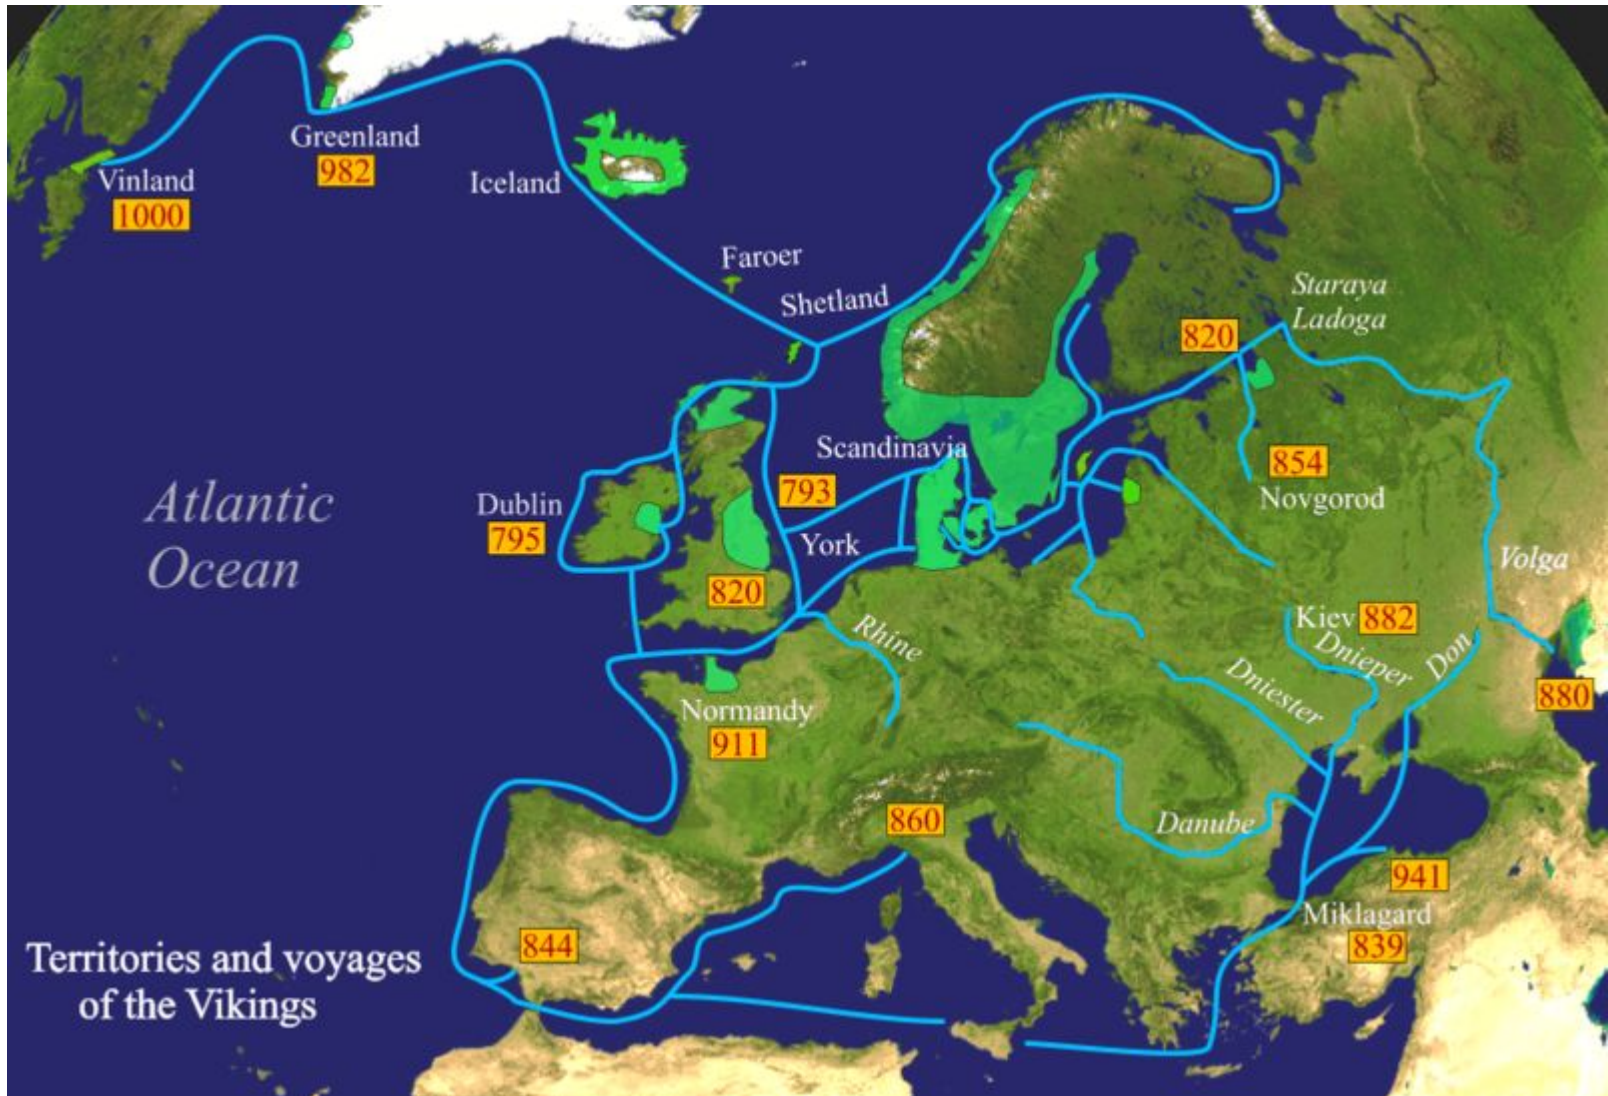 Greenland
982
Vinland
1000
Iceland
Faroer
Shetland
Staraya
Ladoga
820
Scandinavia
793
854
Novgorod
Dublin
795
York
820
Atlantic
Ocean
Volga
Kiev 882
Rhine
Dnieper
Don
Dniester
880
Normandy
911
860
Danube
941
Miklagard
839
844
Territories and voyages
of the Vikings